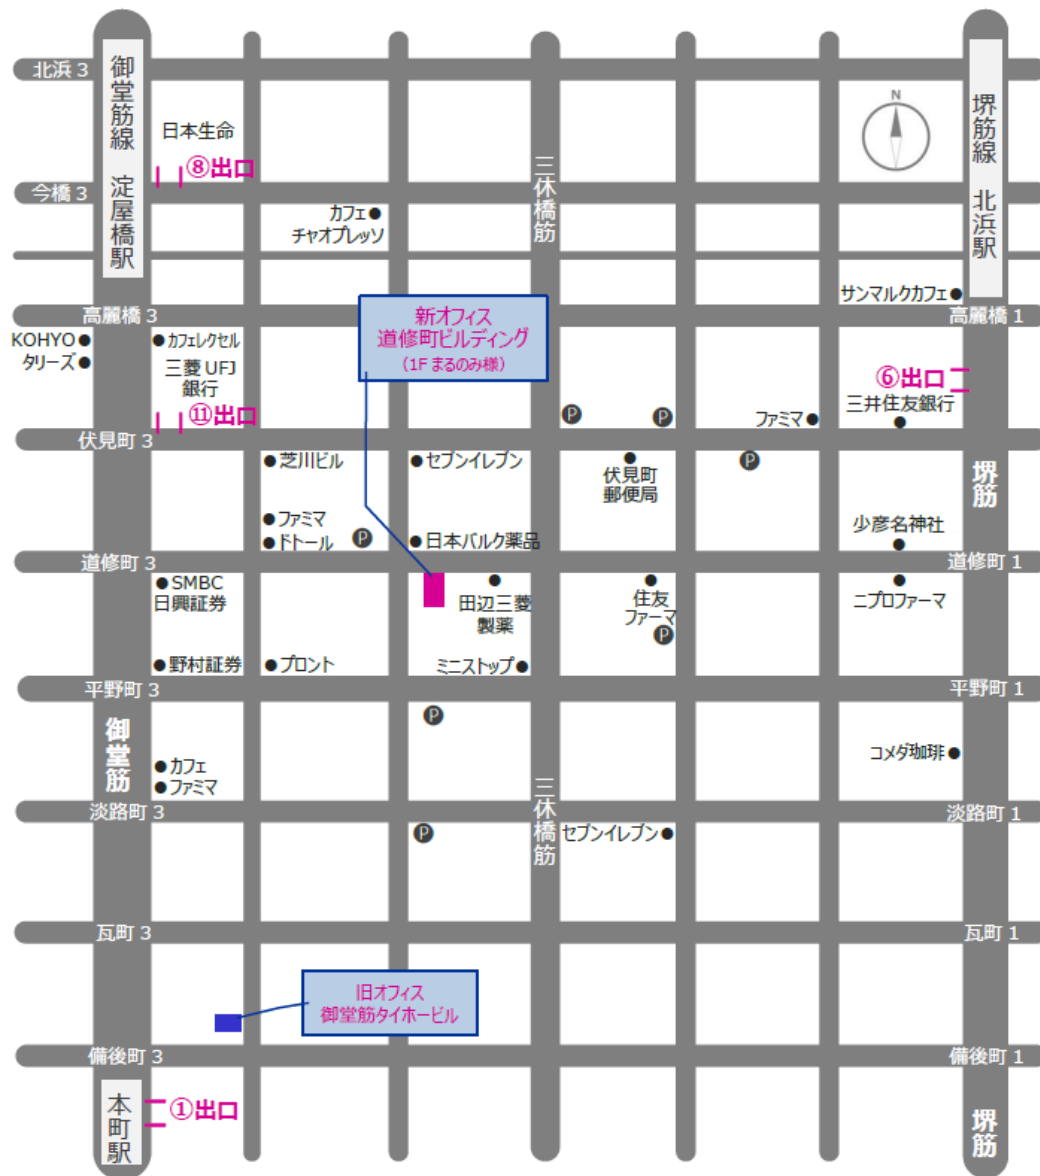 北浜 3
御堂筋線 淀屋橋駅
堺筋線 北浜駅
N
日本生命
⑧出口
三休橋筋
今橋 3
カフェ
チャオプレッソ
サンマルクカフェ
高麗橋 3
高麗橋 1
新オフィス
道修町ビルディング
（1F まるのみ様）
KOHYO
タリーズ
カフェレクセル
三菱 UFJ
銀行
⑪出口
⑥出口
三井住友銀行
P
P
ファミマ
伏見町 3
芝川ビル
セブンイレブン
伏見町
郵便局
P
堺筋
ファミマ
ドトール
P
日本バルク薬品
少彦名神社
道修町 3
道修町 1
SMBC
日興証券
田辺三菱
製薬
住友
ファーマ
P
ニプロファーマ
野村証券
プロント
ミニストップ
平野町 3
平野町 1
御堂筋
P
カフェ
ファミマ
コメダ珈琲
三休橋筋
淡路町 3
淡路町 1
P
セブンイレブン
瓦町 3
瓦町 1
旧オフィス
御堂筋タイホービル
備後町 3
備後町 1
本町駅
①出口
堺筋